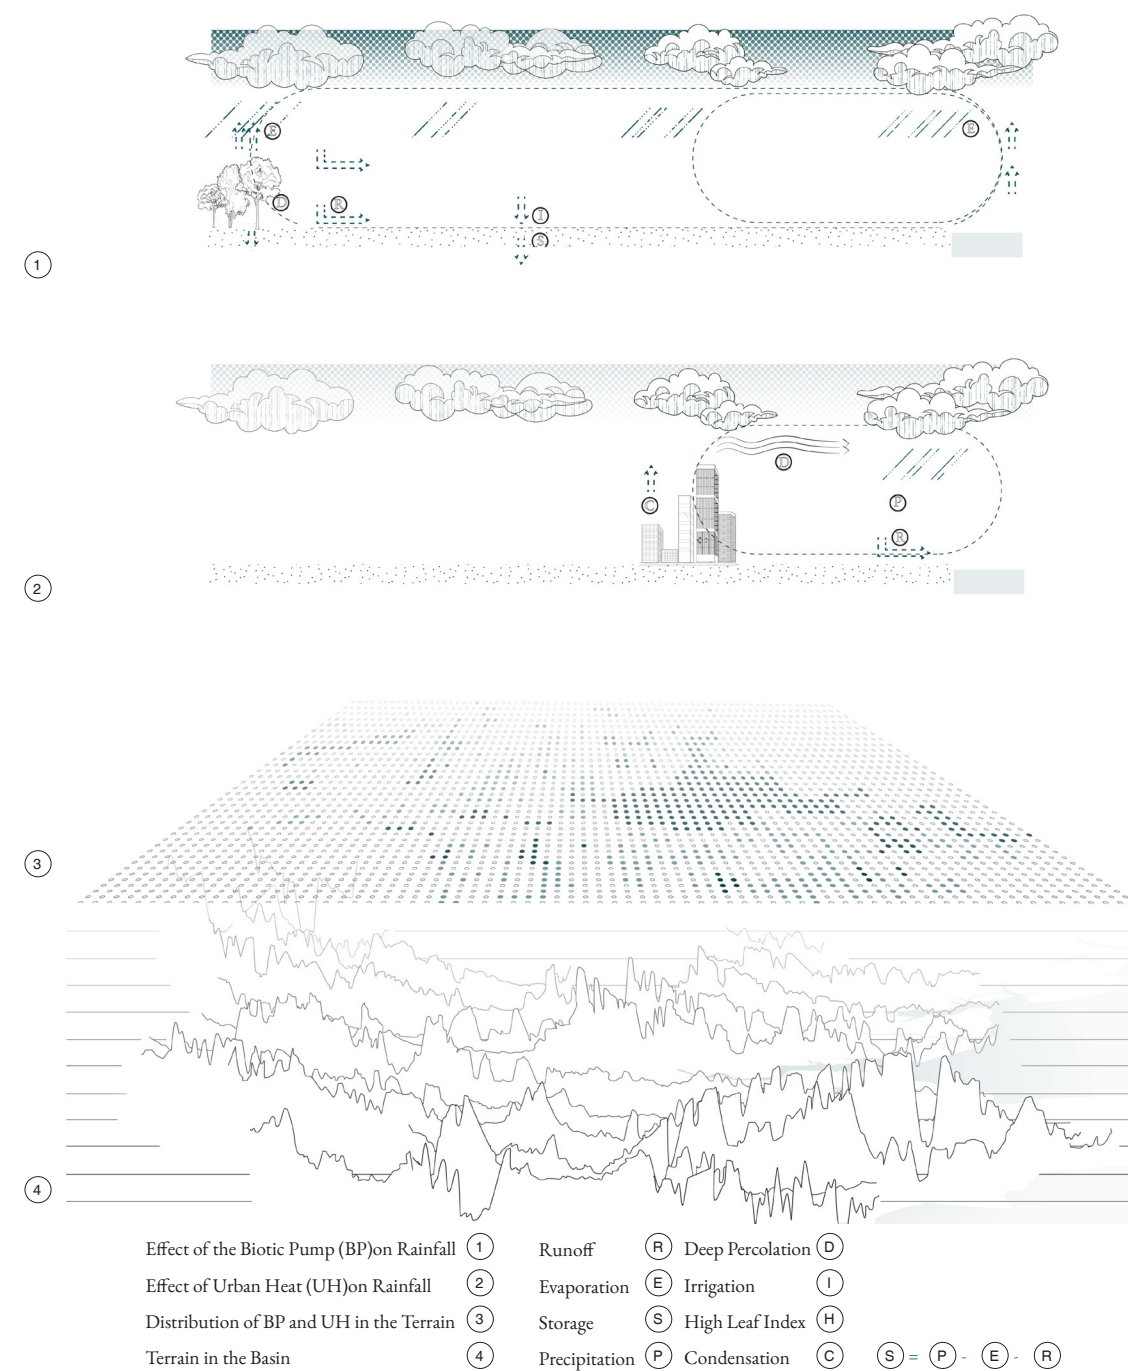 E
E
D
R
I
S
1
D
C
P
R
2
3
4
Effect of the Biotic Pump (BP)on Rainfall 1 Runoff R Deep Percolation D
Effect of Urban Heat (UH)on Rainfall 2 Evaporation E Irrigation I
Distribution of BP and UH in the Terrain 3 Storage S High Leaf Index H
Terrain in the Basin 4 Precipitation P Condensation C S = P - E - R